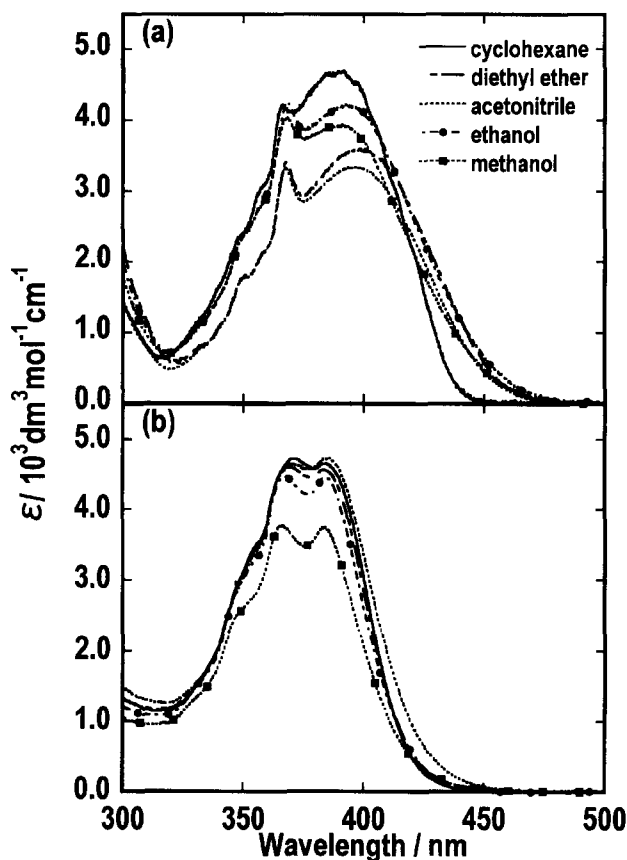 (a)
cyclohexane
diethyl ether
acetonitrile
ethanol
methanol
5.0
4.0
3.0
2.0
1.0
0.0
ε / 10³dm³mol⁻¹cm⁻¹
(b)
5.0
4.0
3.0
2.0
1.0
0.0
300 350 400 450 500
Wavelength / nm